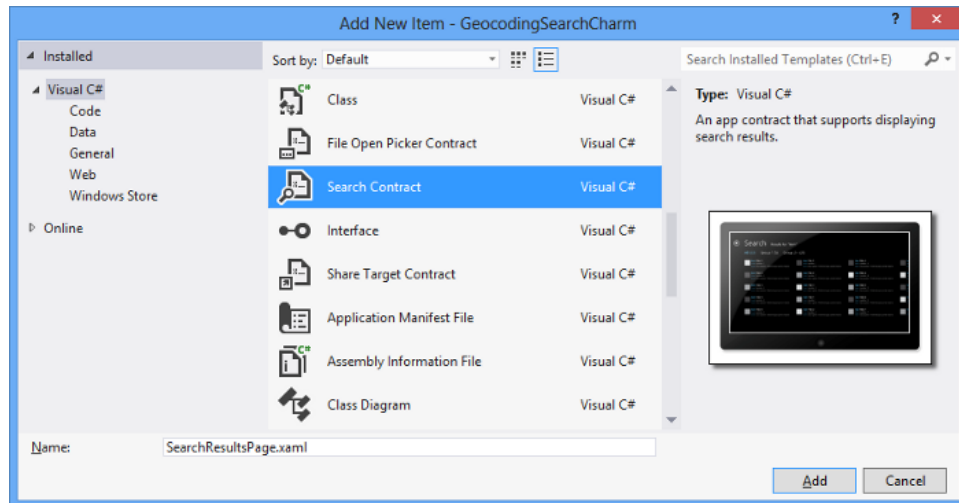 Add New Item - GeocodingSearchCharm
?
Installed
Sort by: Default
Search Installed Templates (Ctrl+E)
Visual C#
Code
Data
General
Web
Windows Store
Online
Class Visual C#
File Open Picker Contract Visual C#
Search Contract Visual C#
Interface Visual C#
Share Target Contract Visual C#
Application Manifest File Visual C#
Assembly Information File Visual C#
Class Diagram Visual C#
Type: Visual C#
An app contract that supports displaying
search results.
Search
Name: SearchResultsPage.xaml
Add Cancel